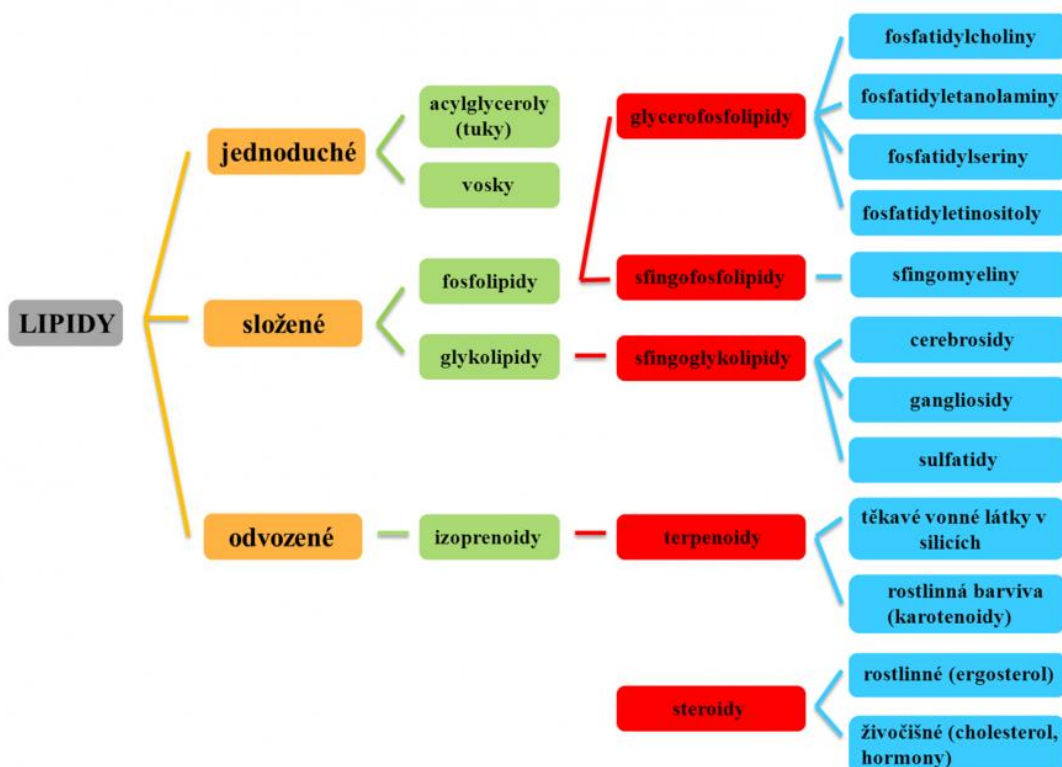 LIPIDY
jednoduché
acylglyceroly
(tuky)
vosky
složené
fosfolipidy
glycerofosfolipidy
fosfatidylcholiny
fosfatidyletanolaminy
fosfatidylseriny
fosfatidyletinositoly
sfingofosfolipidy
sfingomyeliny
glykolipidy
sfingoglykolipidy
cerebrosidy
gangliosidy
sulfatidy
odvozené
izoprenoidy
terpenoidy
těkavé vonné látky v
silicích
rostlinná barviva
(karotenoidy)
steroidy
rostlinné (ergosterol)
živočišné (cholesterol,
hormony)